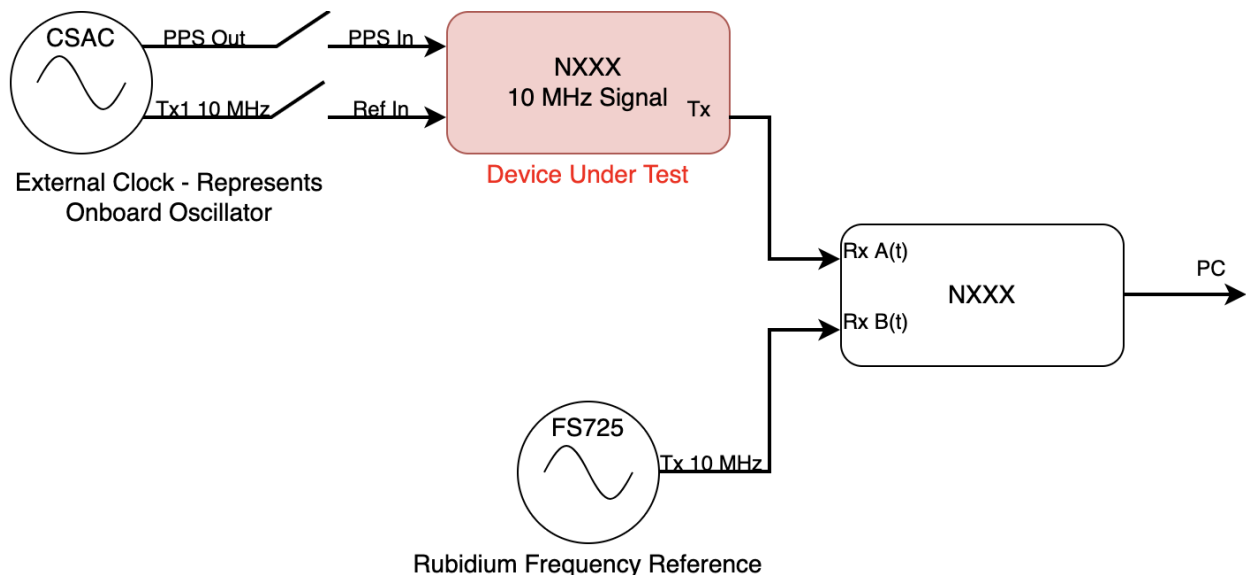 CSAC
PPS Out
PPS In
Tx1 10 MHz
Ref In
NXXX
10 MHz Signal
Tx
Device Under Test
External Clock - Represents
Onboard Oscillator
Rx A(t)
NXXX
PC
Rx B(t)
FS725
Tx 10 MHz
Rubidium Frequency Reference